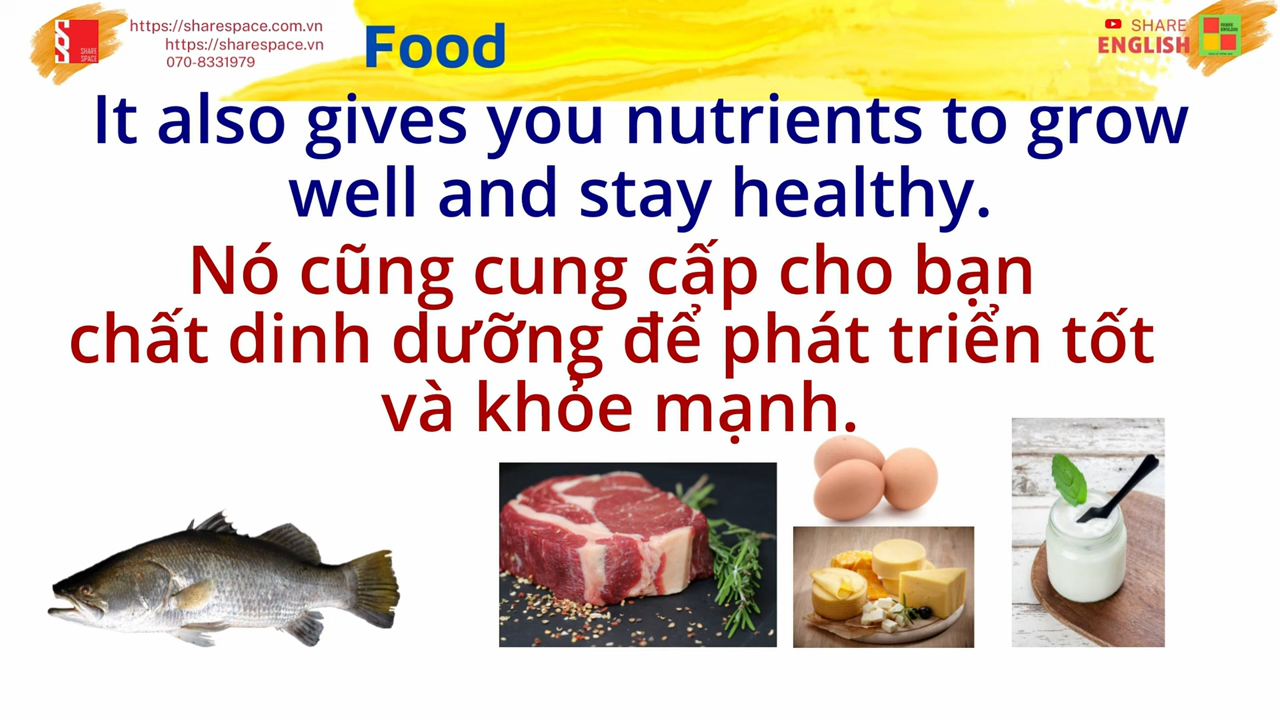 https://sharespace.com.vn
https://sharespace.vn
070-8331979
SHARE
SPACE
Food
SHARE
ENGLISH
It also gives you nutrients to grow
well and stay healthy.
Nó cũng cung cấp cho bạn
chất dinh dưỡng để phát triển tốt
và khỏe mạnh.